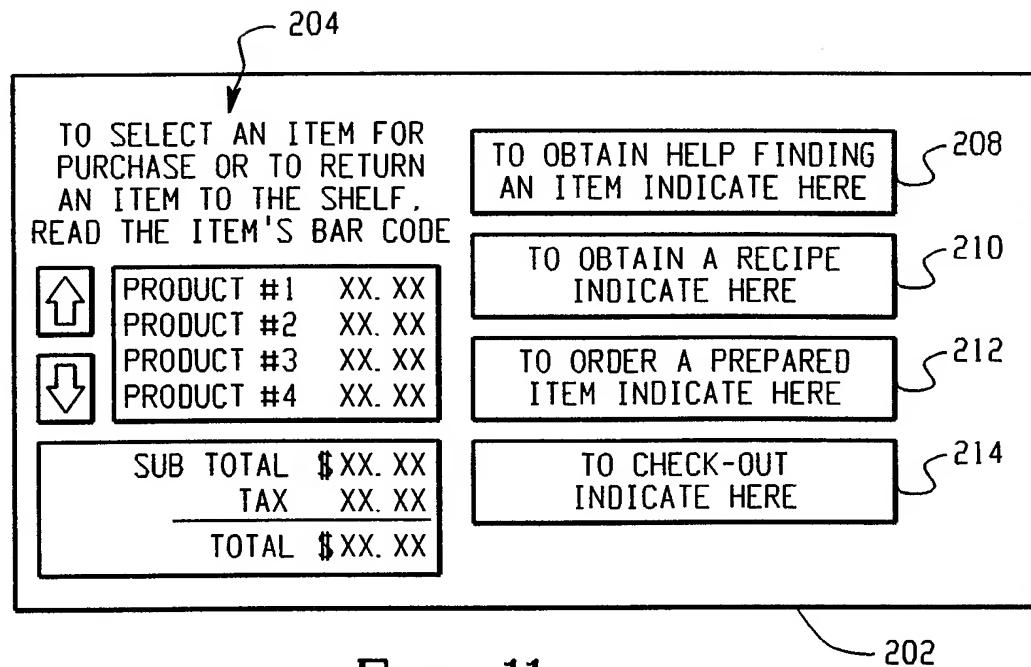 204
TO SELECT AN ITEM FOR
PURCHASE OR TO RETURN
AN ITEM TO THE SHELF,
READ THE ITEM'S BAR CODE
PRODUCT #1 XX. XX
PRODUCT #2 XX. XX
PRODUCT #3 XX. XX
PRODUCT #4 XX. XX
SUB TOTAL $XX. XX
TAX XX. XX
TOTAL $XX. XX
TO OBTAIN HELP FINDING
AN ITEM INDICATE HERE
208
TO OBTAIN A RECIPE
INDICATE HERE
210
TO ORDER A PREPARED
ITEM INDICATE HERE
212
TO CHECK-OUT
INDICATE HERE
214
202